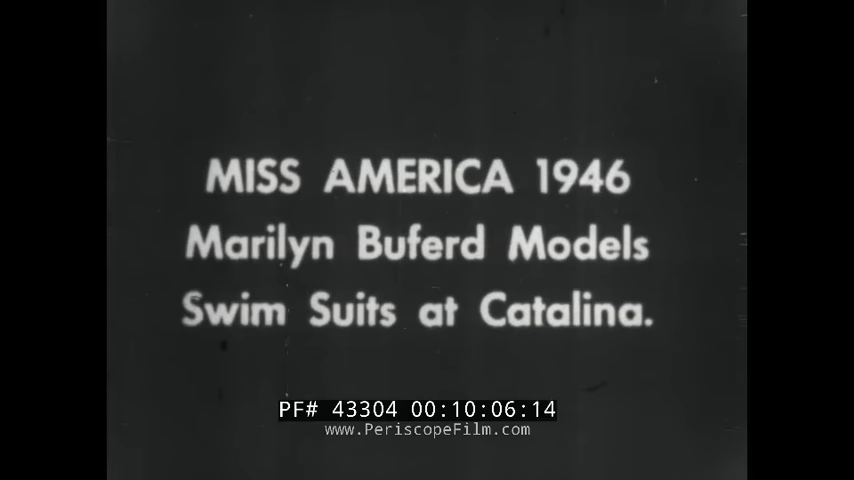 MISS AMERICA 1946
Marilyn Buferd Models
Swim Suits at Catalina.
PF# 43304 00:10:06:14
www.PeriscopeFilm.com